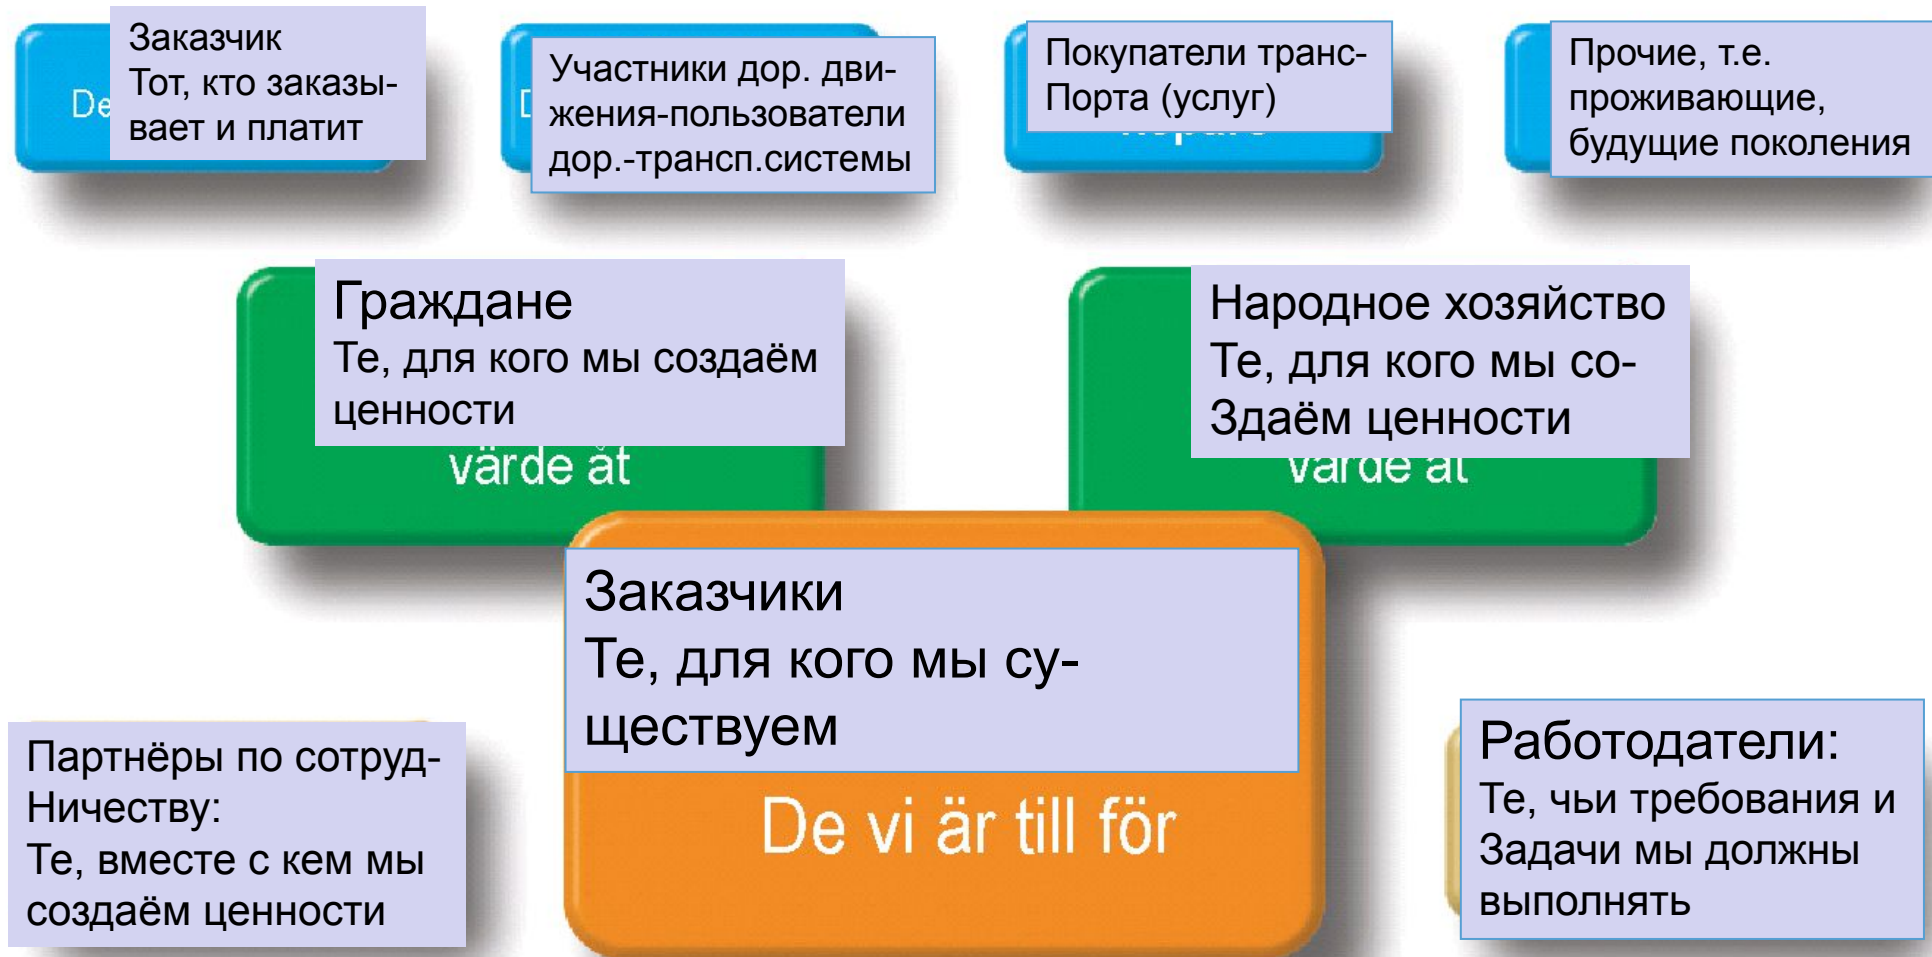 Заказчик
Тот, кто заказы-
вает и платит
Участники дор. дви-
жения-пользователи
дор.-трансп.системы
Покупатели транс-
Порта (услуг)
Прочие, т.е.
проживающие,
будущие поколения
Граждане
Те, для кого мы создаём
ценности
värde åt
Народное хозяйство
Те, для кого мы со-
Здаём ценности
värde åt
Заказчики
Те, для кого мы су-
ществуем
De vi är till för
Партнёры по сотруд-
Ничеству:
Те, вместе с кем мы
создаём ценности
Работодатели:
Те, чьи требования и
Задачи мы должны
выполнять